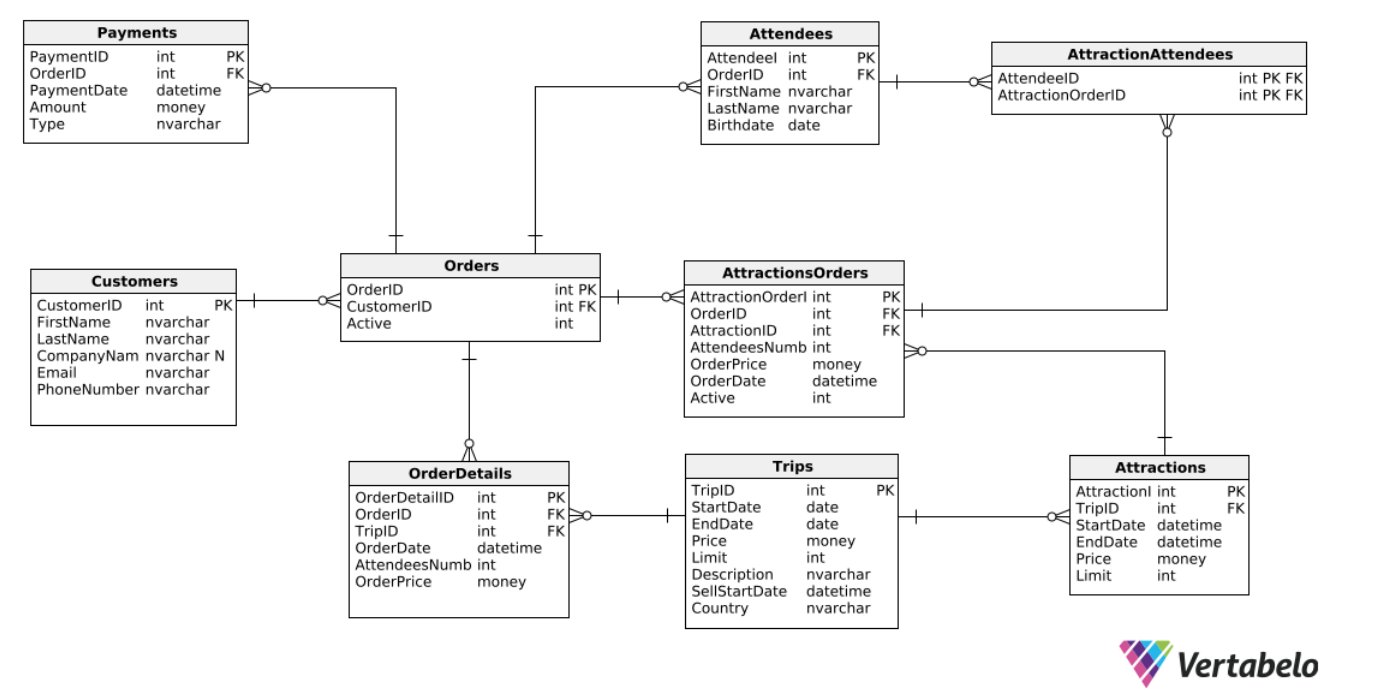 Payments
PaymentID int PK
OrderID int FK
PaymentDate datetime
Amount money
Type nvarchar
Attendees
AttendeeI int PK
OrderID int FK
FirstName nvarchar
LastName nvarchar
Birthdate date
AttractionAttendees
AttendeeID int PK FK
AttractionOrderID int PK FK
Customers
CustomerID int PK
FirstName nvarchar
LastName nvarchar
CompanyNam nvarchar N
Email nvarchar
PhoneNumber nvarchar
Orders
OrderID int PK
CustomerID int FK
Active int
AttractionsOrders
AttractionOrderI int PK
OrderID int FK
AttractionID int FK
AttendeesNumb int
OrderPrice money
OrderDate datetime
Active int
OrderDetails
OrderDetailID int PK
OrderID int FK
TripID int FK
OrderDate datetime
AttendeesNumb int
OrderPrice money
Trips
TripID int PK
StartDate date
EndDate date
Price money
Limit int
Description nvarchar
SellStartDate datetime
Country nvarchar
Attractions
AttractionI int PK
TripID int FK
StartDate datetime
EndDate datetime
Price money
Limit int
Vertabelo